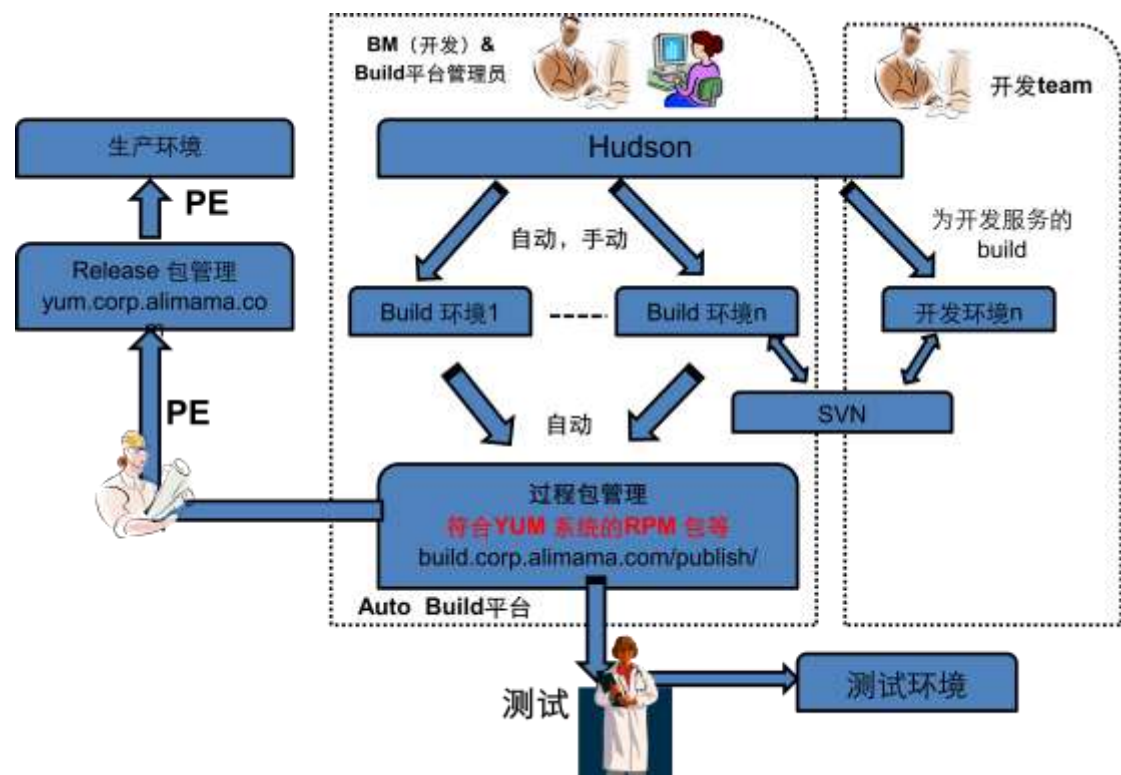 BM（开发）&
Build平台管理员
开发team
生产环境
Hudson
PE
为开发服务的
build
自动，手动
Release 包管理
yum.corp.alimama.co
m
Build 环境1
Build 环境n
开发环境n
SVN
PE
自动
过程包管理
符合YUM 系统的RPM 包等
build.corp.alimama.com/publish/
Auto Build平台
测试
测试环境